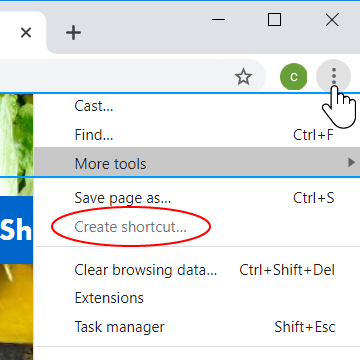 c
Cast...
Find... Ctrl+F
More tools
Sh
Save page as... Ctrl+S
Create shortcut...
Clear browsing data... Ctrl+Shift+Del
Extensions
Task manager Shift+Esc